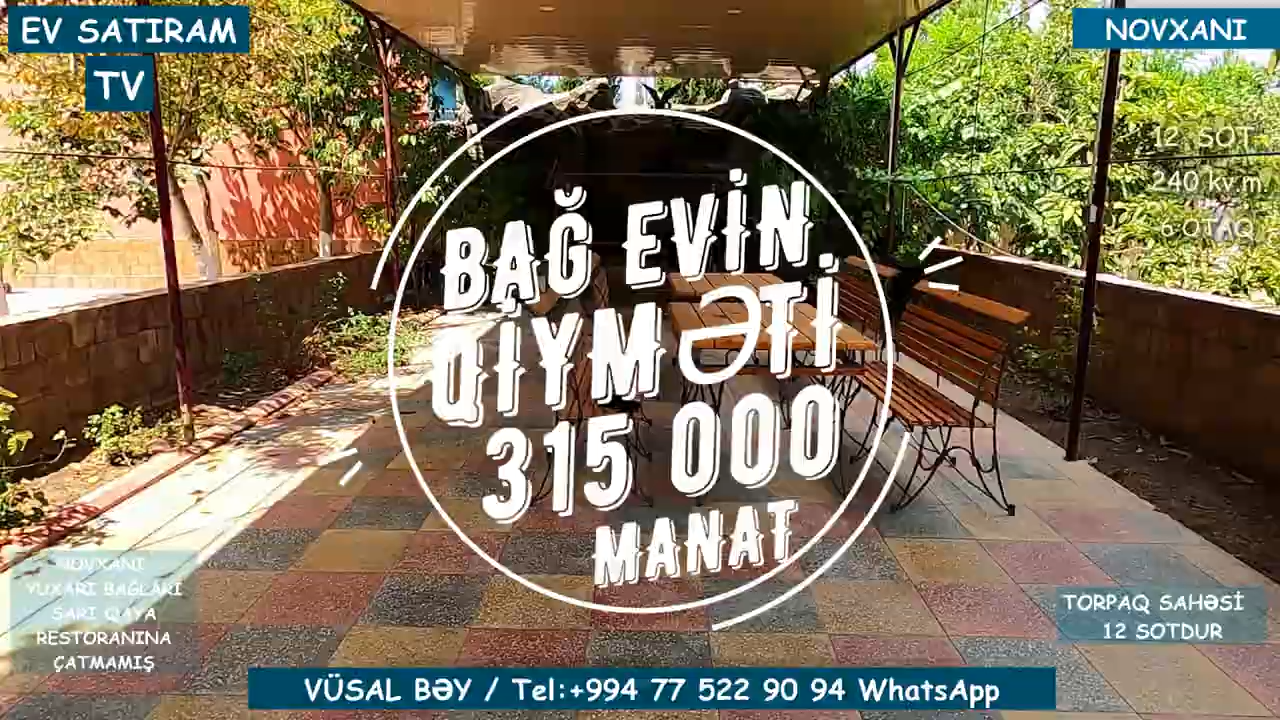 EV SATIRAM
TV
NOVXANI
12 SOT
240 kv.m.
6 OTAQ
BAĞ EVİN
QİYMƏTİ
315 000
MANAT
NOVXANI
YUXARI BAĞLARI
SARI QAYA
RESTORANINA
ÇATMAMIŞ
TORPAQ SAHƏSİ
12 SOTDUR
VÜSAL BƏY / Tel:+994 77 522 90 94 WhatsApp